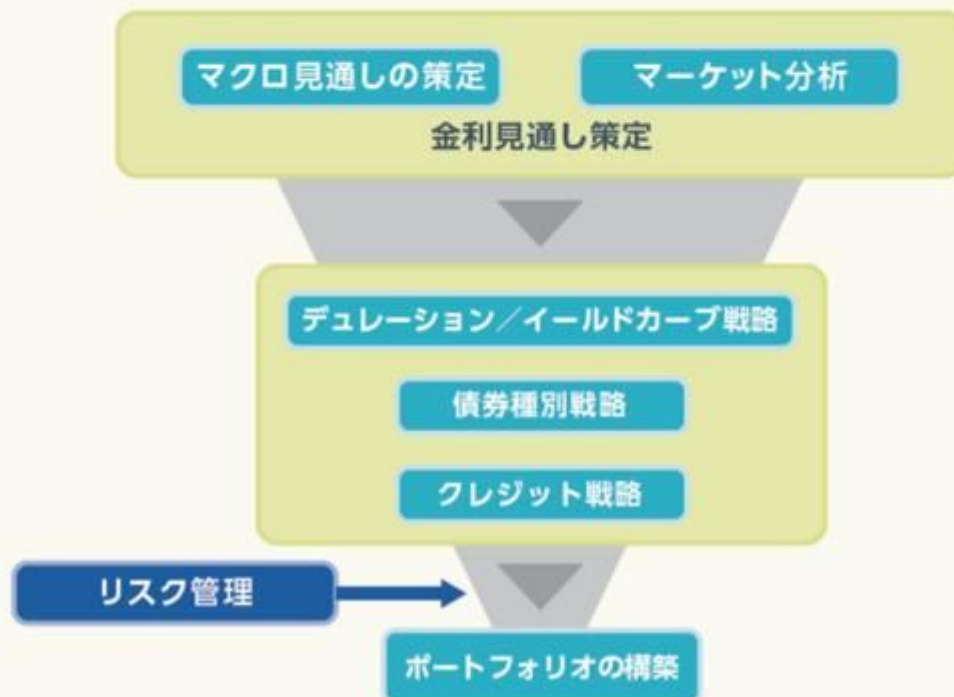 マクロ見通しの策定
マーケット分析
金利見通し策定
デュレーション／イールドカーブ戦略
債券種別戦略
クレジット戦略
リスク管理
ポートフォリオの構築